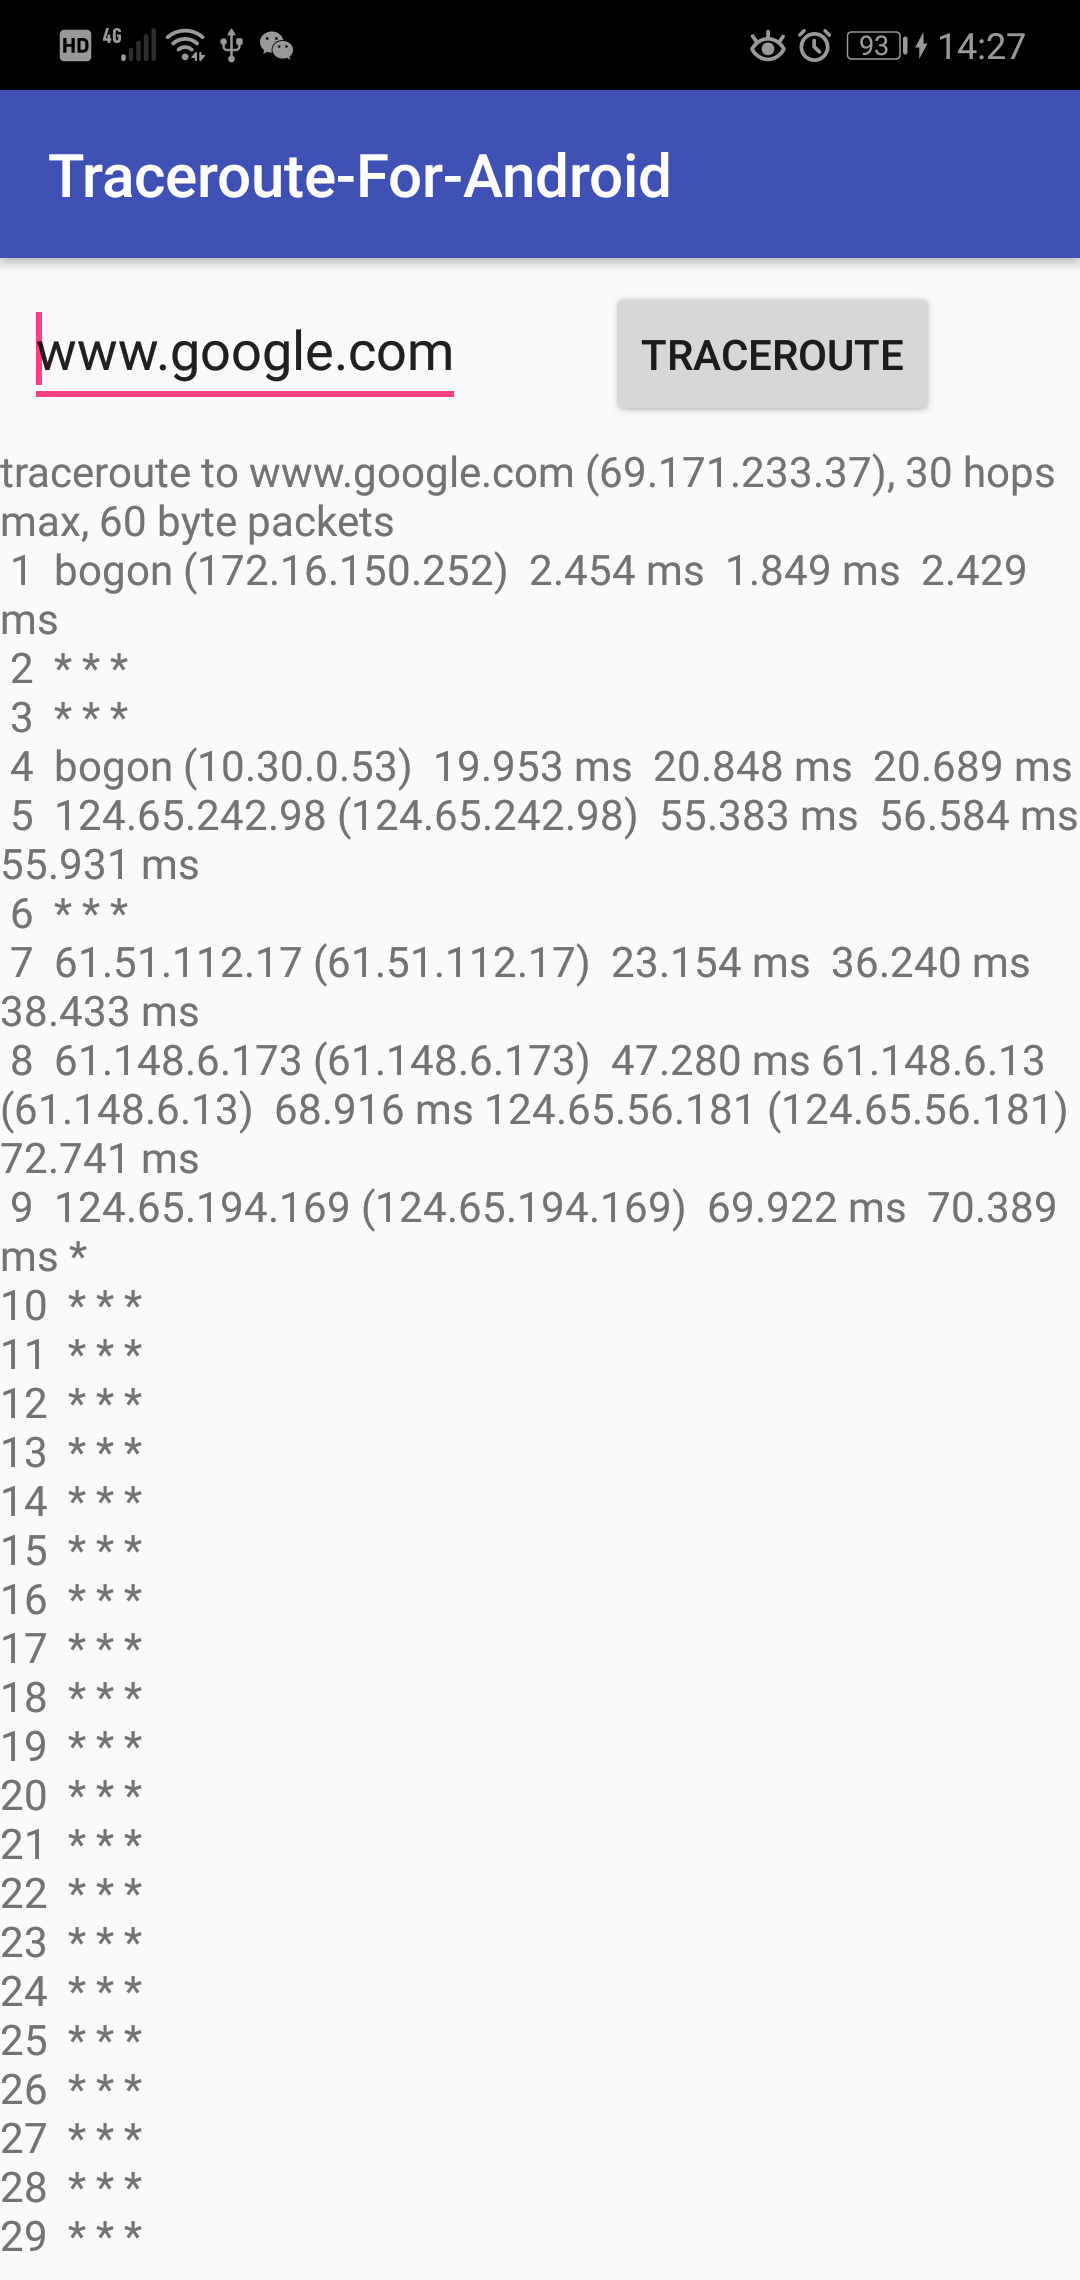 HD 4G 93 14:27
Traceroute-For-Android
www.google.com TRACEROUTE
traceroute to www.google.com (69.171.233.37), 30 hops
max, 60 byte packets
1 bogon (172.16.150.252) 2.454 ms 1.849 ms 2.429
ms
2 * * *
3 * * *
4 bogon (10.30.0.53) 19.953 ms 20.848 ms 20.689 ms
5 124.65.242.98 (124.65.242.98) 55.383 ms 56.584 ms
55.931 ms
6 * * *
7 61.51.112.17 (61.51.112.17) 23.154 ms 36.240 ms
38.433 ms
8 61.148.6.173 (61.148.6.173) 47.280 ms 61.148.6.13
(61.148.6.13) 68.916 ms 124.65.56.181 (124.65.56.181)
72.741 ms
9 124.65.194.169 (124.65.194.169) 69.922 ms 70.389
ms *
10 * * *
11 * * *
12 * * *
13 * * *
14 * * *
15 * * *
16 * * *
17 * * *
18 * * *
19 * * *
20 * * *
21 * * *
22 * * *
23 * * *
24 * * *
25 * * *
26 * * *
27 * * *
28 * * *
29 * * *